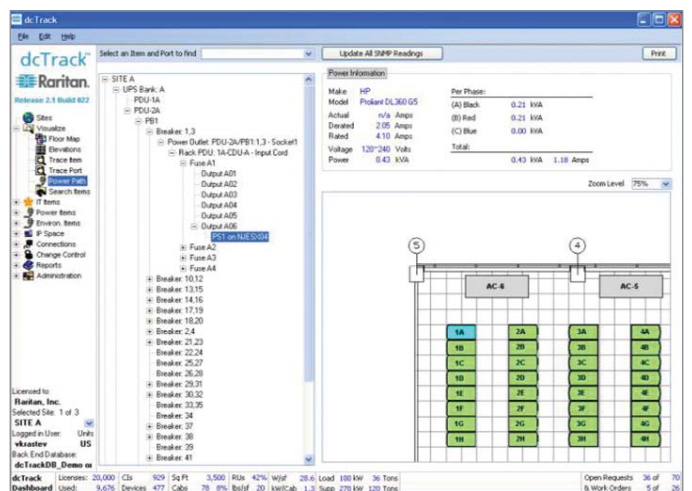 dcTrack
File Edit Help
dcTrack™
Raritan.
Release 2.1 Build 822
Sites
Visualize
Floor Map
Elevations
Trace Item
Trace Port
Power Path
Search Items
IT Items
Power Items
Environ. Items
IP Space
Connections
Change Control
Reports
Administration
Licensed to:
Raritan, Inc.
Selected Site: 1 of 3
SITE A
Logged in User: Units
vkrastev US
Back End Database:
dcTrackDB_Demo on
Select an Item and Port to find
Update All SNMP Readings
Print
SITE A
UPS Bank: A
PDU-1A
PDU-2A
PB1
Breaker: 1,3
Power Outlet: PDU-2A/PB1:1,3 - Socket1
Rack PDU: 1A-CDU-A - Input Cord
Fuse A1
Output A01
Output A02
Output A03
Output A04
Output A05
Output A06
PS1 on NJESX04
Fuse A2
Fuse A3
Fuse A4
Breaker: 10,12
Breaker: 13,15
Breaker: 14,16
Breaker: 17,19
Breaker: 18,20
Breaker: 2,4
Breaker: 21,23
Breaker: 22,24
Breaker: 25,27
Breaker: 26,28
Breaker: 29,31
Breaker: 30,32
Breaker: 33,35
Breaker: 34
Breaker: 37
Breaker: 38
Breaker: 39
Breaker: 41
Power Information
Make HP
Model Proliant DL360 G5
Actual n/a Amps
Derated 2.05 Amps
Rated 4.10 Amps
Voltage 120~240 Volts
Power 0.43 kVA
Per Phase:
(A) Black 0.21 kVA
(B) Red 0.21 kVA
(C) Blue 0.00 kVA
Total:
0.43 kVA 1.18 Amps
Zoom Level 75%
5 4
AC-6 AC-5
1A 2A 3A 4A
1B 2B 3B 4B
1C 2C 3C 4C
1D 2D 3D 4D
1E 2E 3E 4E
1F 2F 3F 4F
1G 2G 3G 4G
1H 2H 3H 4H
dcTrack Licenses: 20,000 CIs 929 Sq Ft 3,500 RUs 42% W/sf 28.6 Load 100 kW 36 Tons Open Requests 36 of 70
Dashboard Used: 9,676 Devices 477 Cabs 78 8% lbs/sf 20 kW/Cab 1.3 Supp 270 kW 120 Tons & Work Orders 5 of 26